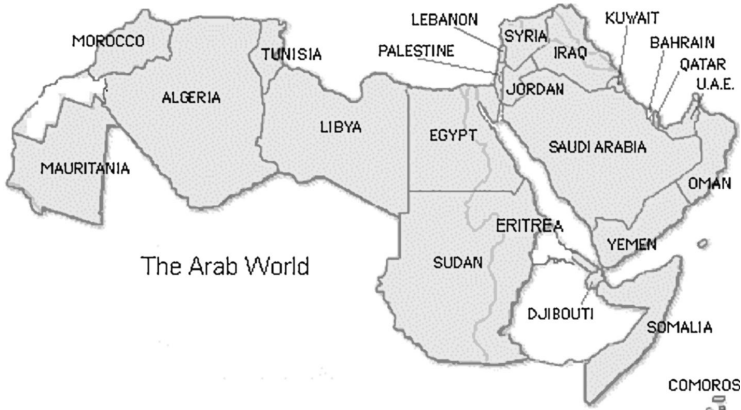 LEBANON
KUWAIT
MOROCCO
SYRIA
BAHRAIN
TUNISIA
PALESTINE
IRAQ
QATAR
U.A.E.
JORDAN
ALGERIA
LIBYA
EGYPT
SAUDI ARABIA
MAURITANIA
OMAN
ERITREA
YEMEN
The Arab World
SUDAN
DJIBOUTI
SOMALIA
COMOROS